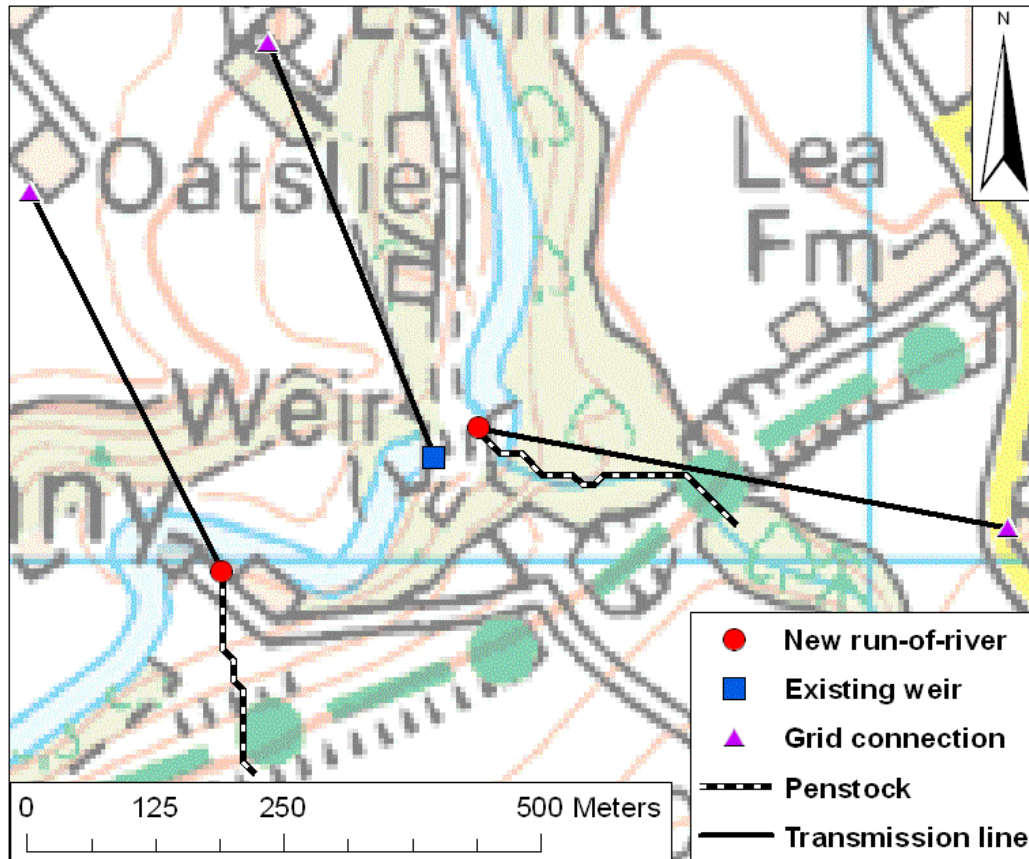 N
Oatslie
Lea
Fm
Weir
New run-of-river
Existing weir
Grid connection
Penstock
Transmission line
0 125 250 500 Meters